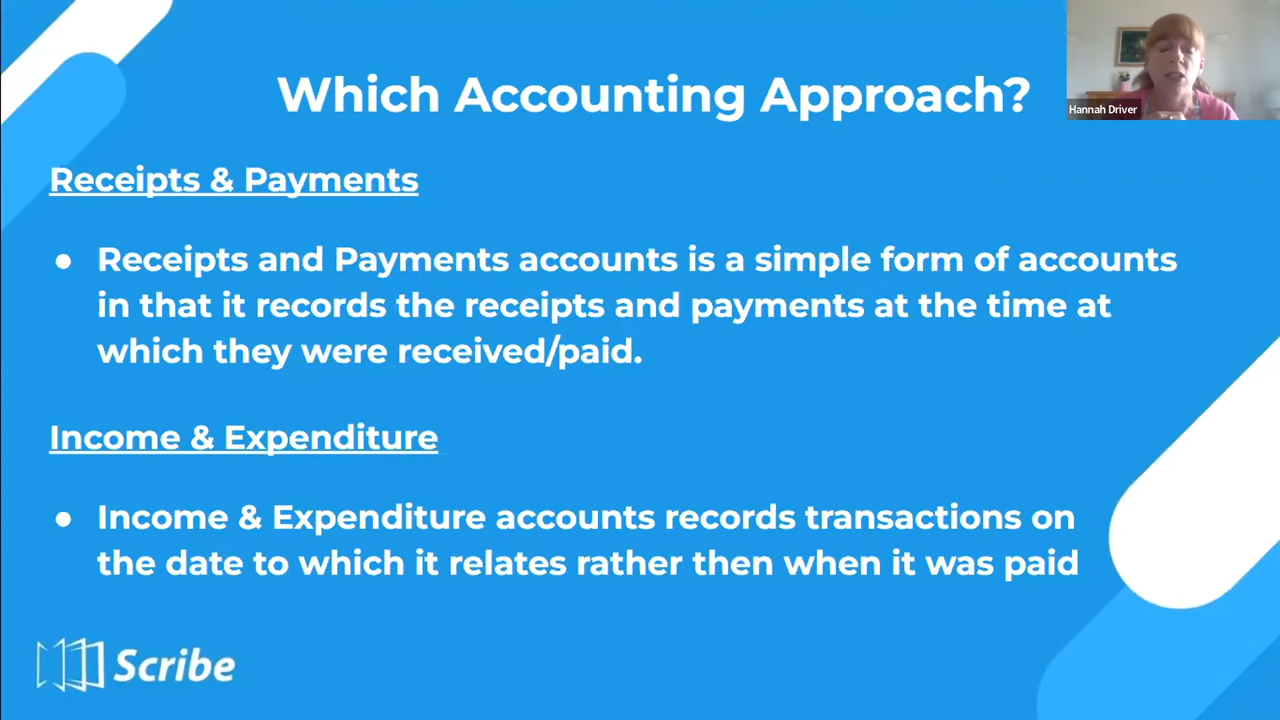 Which Accounting Approach?
Hannah Driver
Receipts & Payments
● Receipts and Payments accounts is a simple form of accounts
in that it records the receipts and payments at the time at
which they were received/paid.
Income & Expenditure
● Income & Expenditure accounts records transactions on
the date to which it relates rather then when it was paid
Scribe